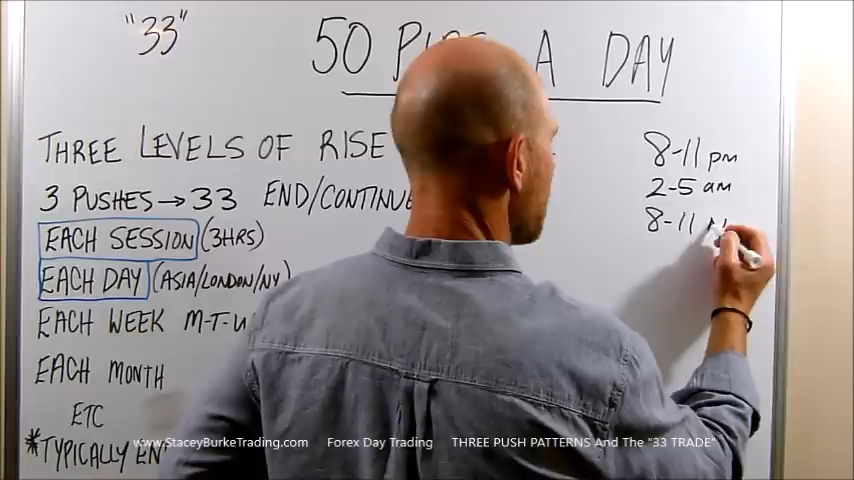 "33"
50 A DAY
THREE LEVELS OF RISE
3 PUSHES → 33 END/CONTINUE
EACH SESSION (3HRS)
EACH DAY (ASIA/LONDON/NY)
EACH WEEK M-T-W
EACH MONTH
ETC
*TYPICALLY
8-11 pm
2-5 am
8-11
www.StaceyBurkeTrading.com Forex Day Trading THREE PUSH PATTERNS And The "33 TRADE"